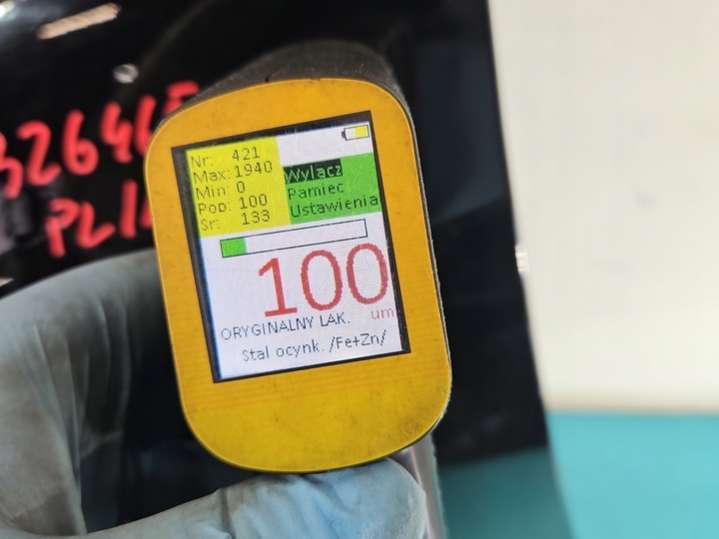 Nr: 421
Max: 1940
Min: 0
Pop: 100
Sr: 133
Wylacz
Pamiec
Ustawienia
100
um
ORYGINALNY LAK.
Stal ocynk. /Fe+Zn/